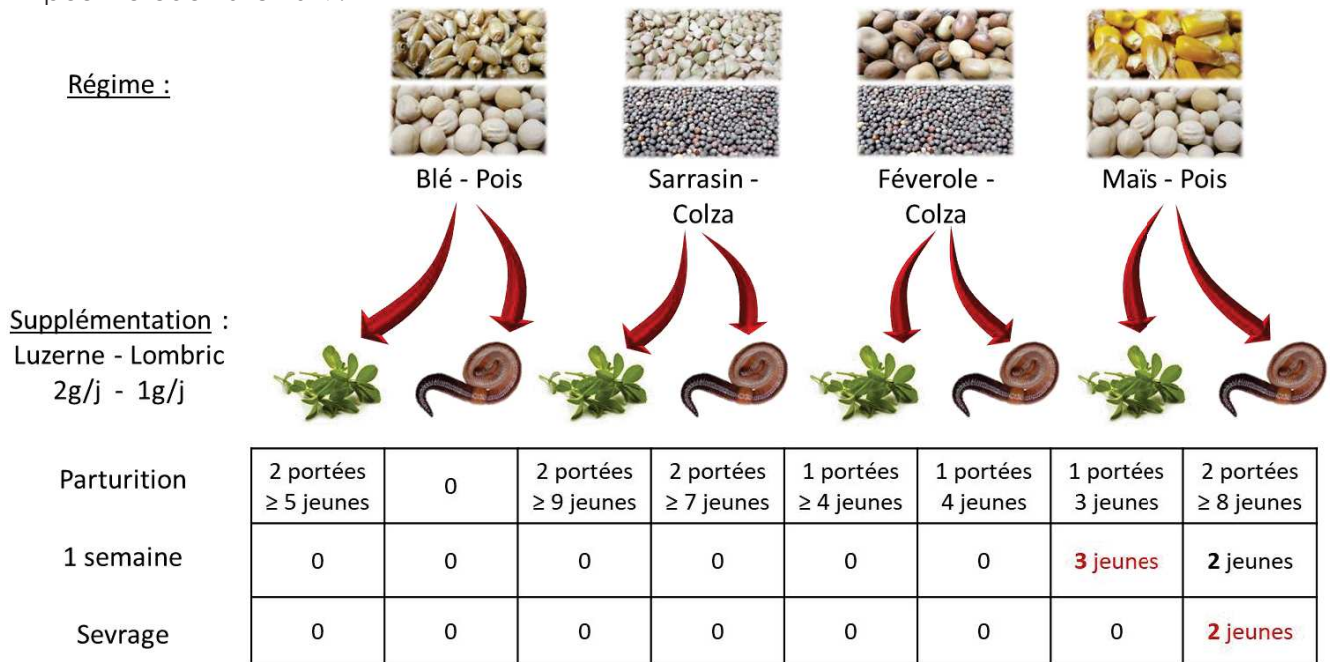 Régime :
Blé - Pois
Sarrasin -
Colza
Féverole -
Colza
Maïs - Pois
Supplémentation :
Luzerne - Lombric
2g/j - 1g/j
Parturition
2 portées
≥ 5 jeunes
0
2 portées
≥ 9 jeunes
2 portées
≥ 7 jeunes
1 portées
≥ 4 jeunes
1 portées
4 jeunes
1 portées
3 jeunes
2 portées
≥ 8 jeunes
1 semaine
0
0
0
0
0
0
3 jeunes
2 jeunes
Sevrage
0
0
0
0
0
0
0
2 jeunes